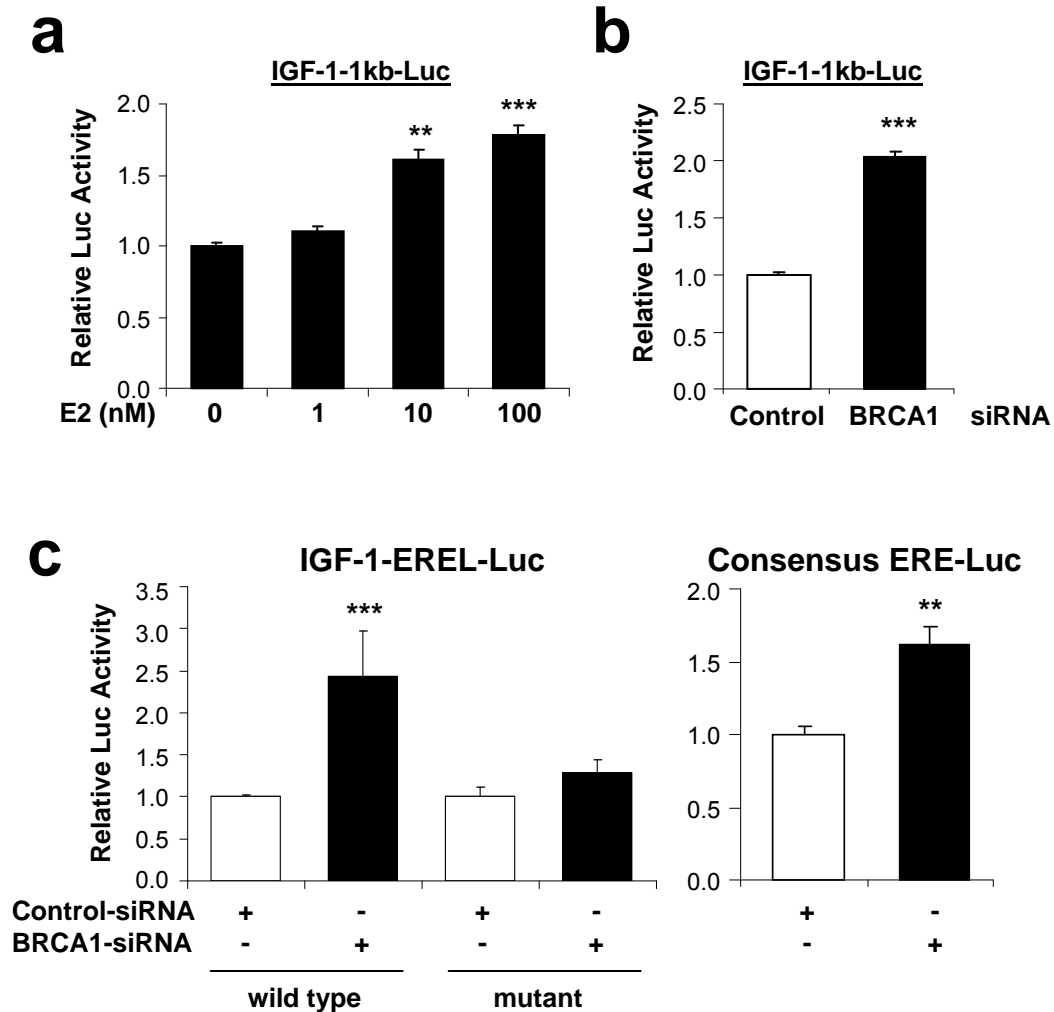 a
IGF-1-1kb-Luc
Relative Luc Activity
2.0
1.5
1.0
0.5
0.0
**
***
E2 (nM) 0 1 10 100
b
IGF-1-1kb-Luc
Relative Luc Activity
2.5
2.0
1.5
1.0
0.5
0.0
***
Control BRCA1 siRNA
c
IGF-1-EREL-Luc
Relative Luc Activity
3.5
3.0
2.5
2.0
1.5
1.0
0.5
0.0
***
Consensus ERE-Luc
2.0
1.5
1.0
0.5
0.0
**
Control-siRNA + - + - + -
BRCA1-siRNA - + - + - +
wild type mutant